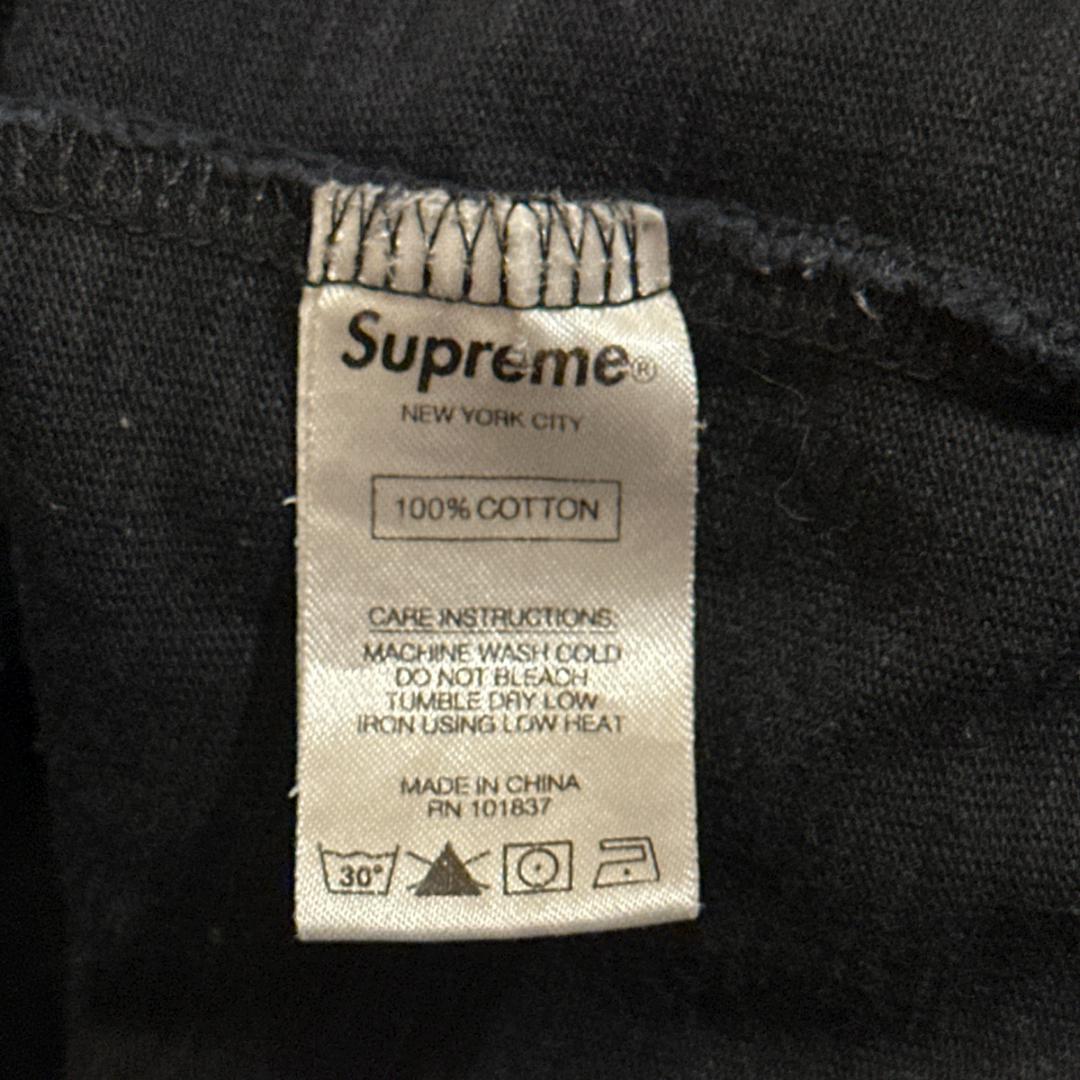 Supreme®
NEW YORK CITY
100% COTTON
CARE INSTRUCTIONS:
MACHINE WASH COLD
DO NOT BLEACH
TUMBLE DRY LOW
IRON USING LOW HEAT
MADE IN CHINA
RN 101837
30°